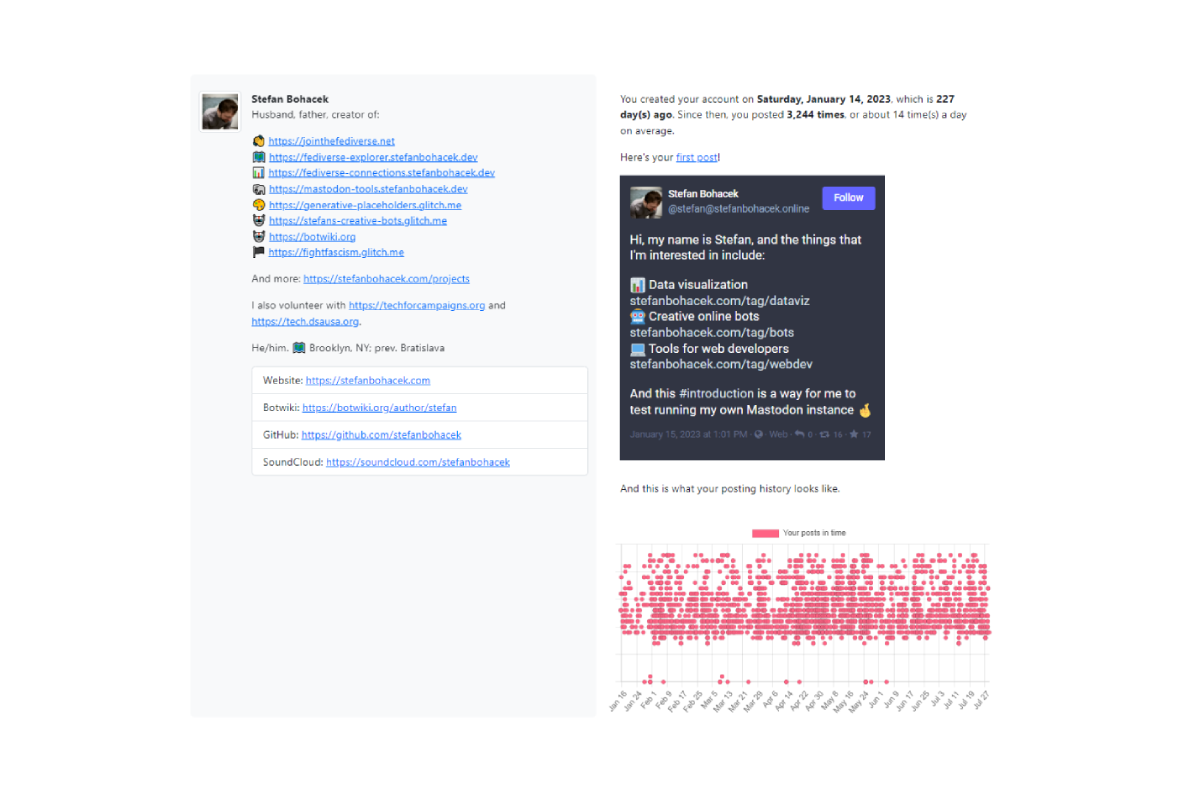 Stefan Bohacek
Husband, father, creator of:
https://jointhefediverse.net
https://fediverse-explorer.stefanbohacek.dev
https://fediverse-connections.stefanbohacek.dev
https://mastodon-tools.stefanbohacek.dev
https://generative-placeholders.glitch.me
https://stefans-creative-bots.glitch.me
https://botwiki.org
https://fightfascism.glitch.me
And more: https://stefanbohacek.com/projects
I also volunteer with https://techforcampaigns.org and
https://tech.dsausa.org.
He/him. Brooklyn, NY; prev. Bratislava
Website: https://stefanbohacek.com
Botwiki: https://botwiki.org/author/stefan
GitHub: https://github.com/stefanbohacek
SoundCloud: https://soundcloud.com/stefanbohacek
You created your account on Saturday, January 14, 2023, which is 227
day(s) ago. Since then, you posted 3,244 times, or about 14 time(s) a day
on average.
Here's your first post!
Stefan Bohacek
@stefan@stefanbohacek.online
Follow
Hi, my name is Stefan, and the things that
I'm interested in include:
📊 Data visualization
stefanbohacek.com/tag/dataviz
🤖 Creative online bots
stefanbohacek.com/tag/bots
💻 Tools for web developers
stefanbohacek.com/tag/webdev
And this #introduction is a way for me to
test running my own Mastodon instance 🤞
January 15, 2023 at 1:01 PM · Web · 0 · 16 · 17
And this is what your posting history looks like.
Your posts in time
Jan 16
Jan 24
Feb 1
Feb 9
Feb 17
Feb 25
Mar 5
Mar 13
Mar 21
Mar 29
Apr 6
Apr 14
Apr 22
Apr 30
May 8
May 16
May 24
Jun 1
Jun 9
Jun 17
Jun 25
Jul 3
Jul 11
Jul 19
Jul 27